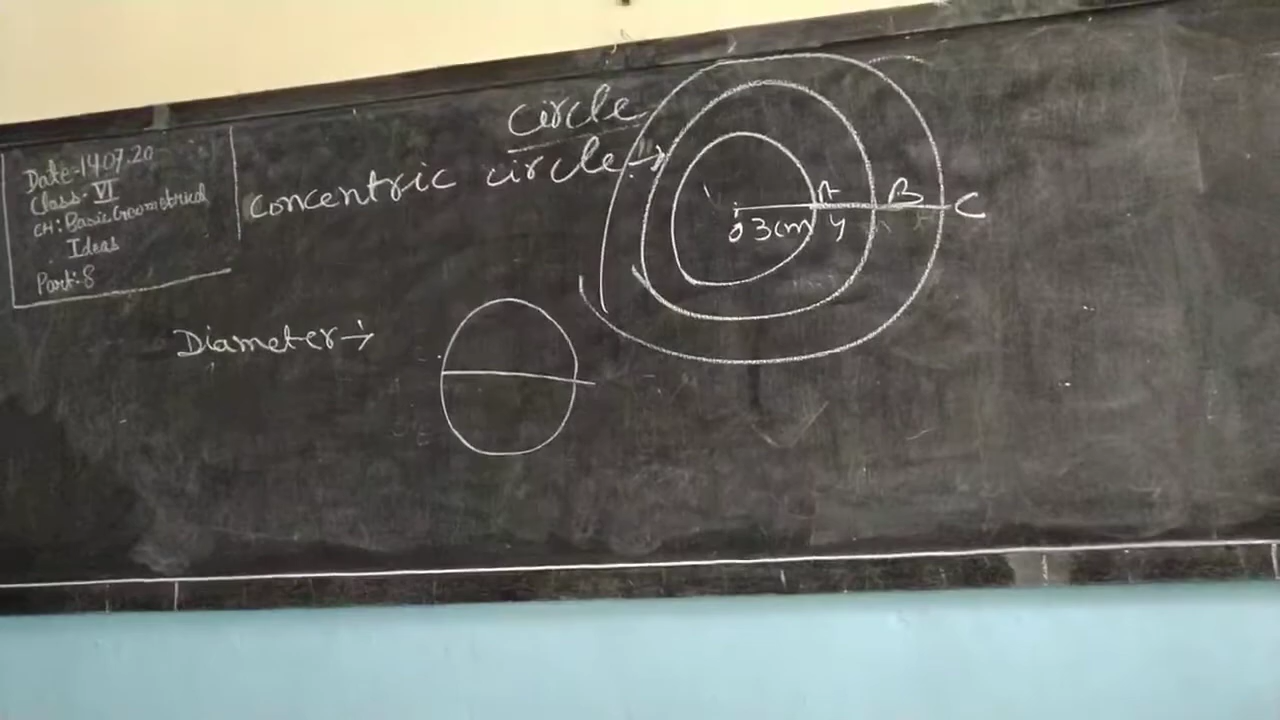 Date-14.07.20
Class- VI
CH: Basic Geometrical
Ideas
Part:8
circle
concentric circle:→
A B C
O 3cm 4
Diameter→